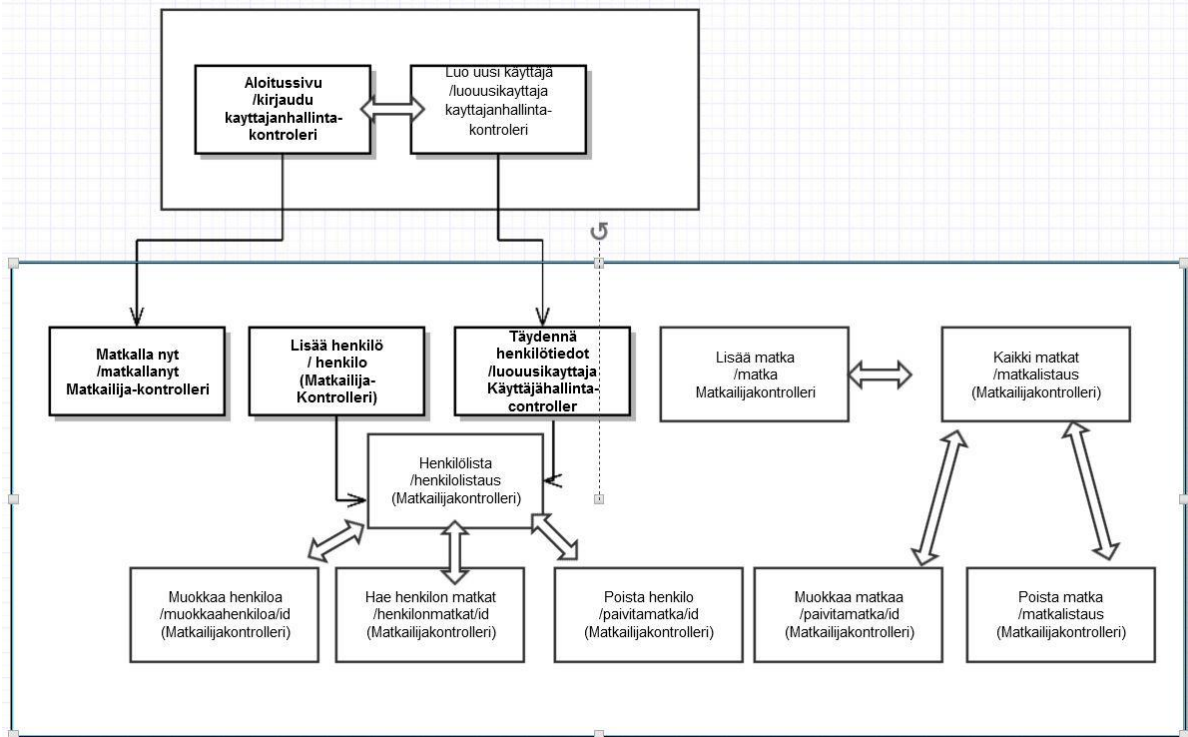 Aloitussivu
/kirjaudu
kayttajanhallinta-
kontroleri
Luo uusi käyttäjä
/luouusikayttaja
kayttajanhallinta-
kontroleri
Matkalla nyt
/matkallanyt
Matkailija-kontrolleri
Lisää henkilö
/ henkilo
(Matkailija-
Kontrolleri)
Täydennä
henkilötiedot
/luouusikayttaja
Käyttäjähallinta-
controller
Lisää matka
/matka
Matkailijakontrolleri
Kaikki matkat
/matkalistaus
(Matkailijakontrolleri)
Henkilölista
/henkilolistaus
(Matkailijakontrolleri)
Muokkaa henkiloa
/muokkaahenkiloa/id
(Matkailijakontrolleri)
Hae henkilon matkat
/henkilonmatkat/id
(Matkailijakontrolleri)
Poista henkilo
/paivitamatka/id
(Matkailijakontrolleri)
Muokkaa matkaa
/paivitamatka/id
(Matkailijakontrolleri)
Poista matka
/matkalistaus
(Matkailijakontrolleri)